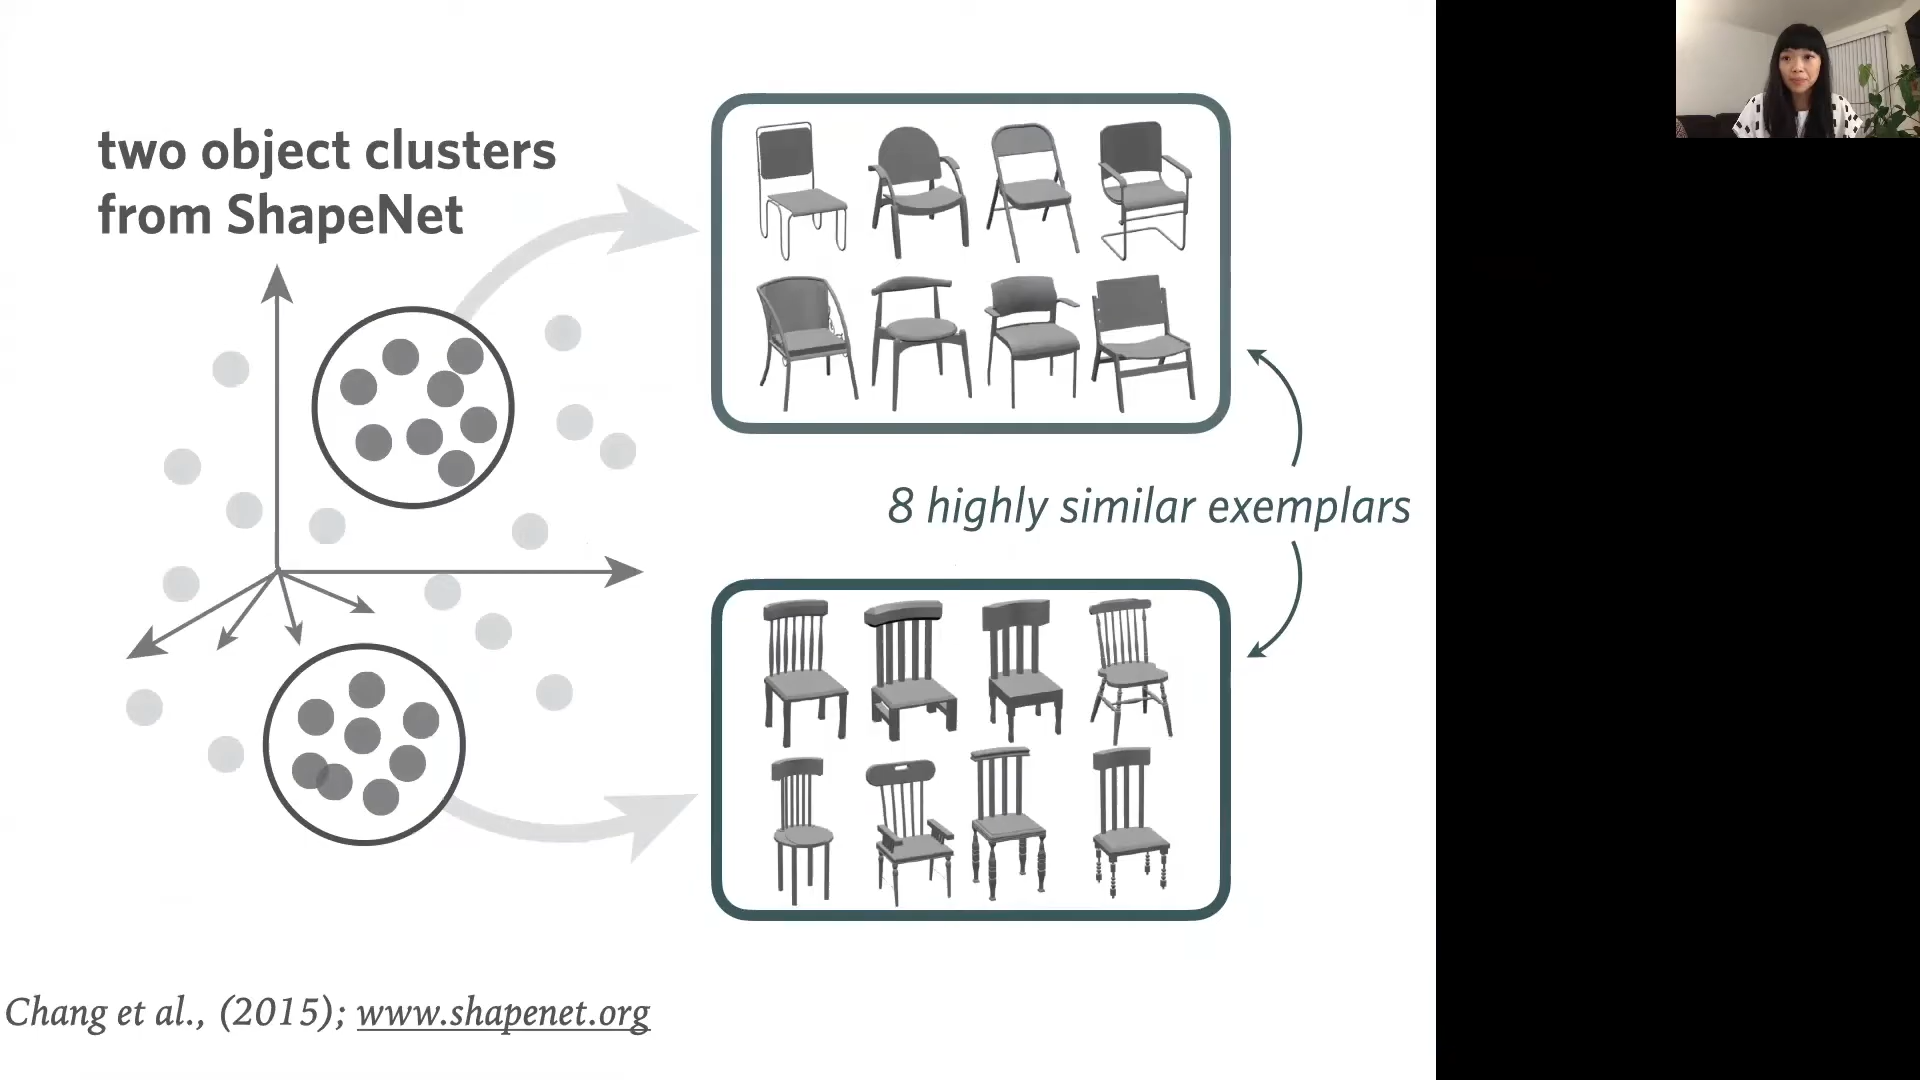 two object clusters
from ShapeNet
8 highly similar exemplars
Chang et al., (2015); www.shapenet.org